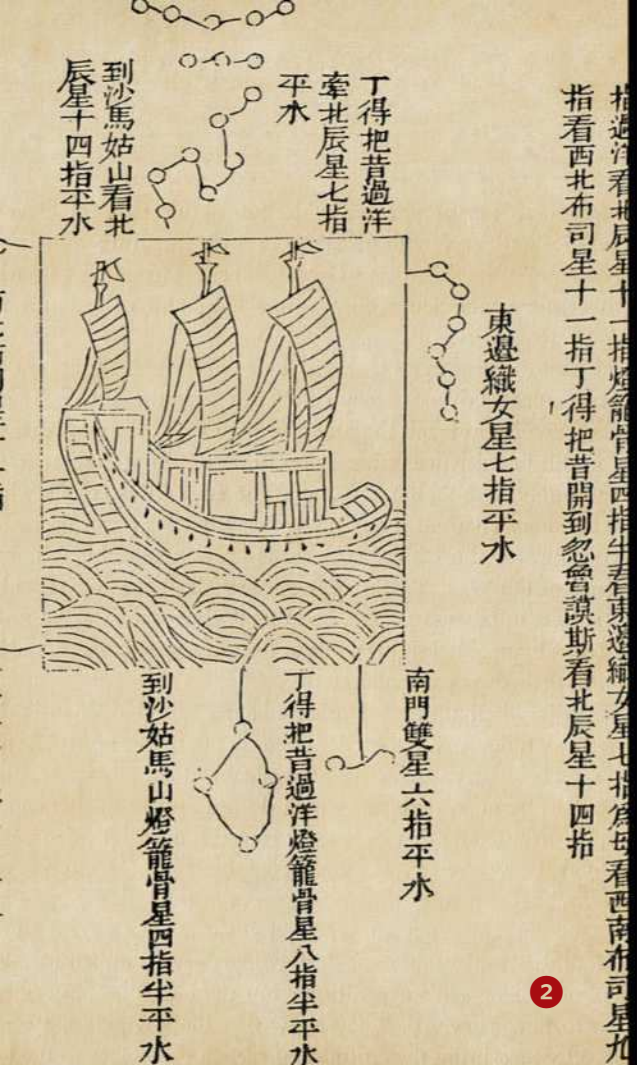 指過洋看北辰星十一指燈籠骨星四指半看東邊織女星七指為母看西南布司星九
指看西北布司星十一指丁得把昔開到忽魯謨斯看北辰星十四指
東邊織女星七指平水
丁得把昔過洋
牽北辰星七指
平水
到沙馬姑山看北
辰星十四指平水
南門雙星六指平水
丁得把昔過洋燈籠骨星八指半平水
到沙姑馬山燈籠骨星四指半平水
2